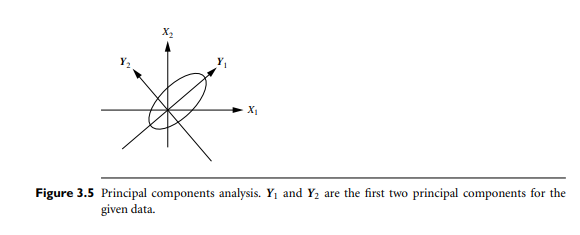 X₂
Y₂
Y₁
X₁
Figure 3.5 Principal components analysis. Y₁ and Y₂ are the first two principal components for the
given data.